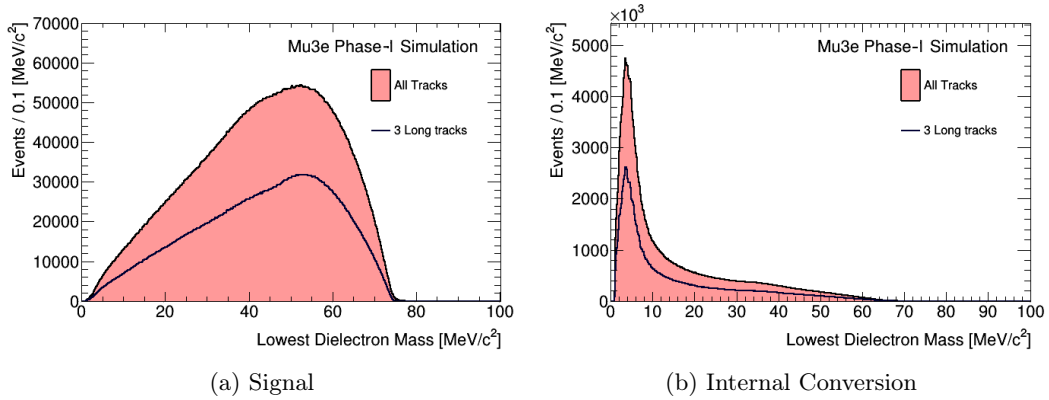 Events / 0.1 [MeV/c²]
70000
60000
50000
40000
30000
20000
10000
0
Mu3e Phase-I Simulation
All Tracks
3 Long tracks
0 20 40 60 80 100
Lowest Dielectron Mass [MeV/c²]
(a) Signal
×10³
Events / 0.1 [MeV/c²]
5000
4000
3000
2000
1000
0
Mu3e Phase-I Simulation
All Tracks
3 Long tracks
0 10 20 30 40 50 60 70 80 90 100
Lowest Dielectron Mass [MeV/c²]
(b) Internal Conversion